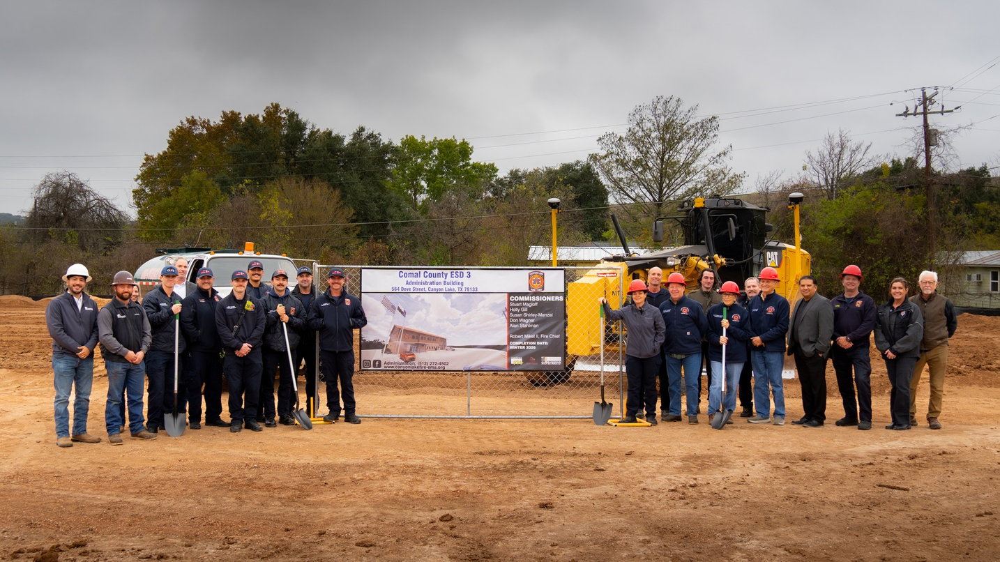 Comal County ESD 3
Administration Building
564 Dove Street, Canyon Lake, TX 78133
COMMISSIONERS
Stuart Magloff
Holly Gill
Susan Shirley-Menzel
Don Wagner
Alan Stahlman
Robert Mikel II, Fire Chief
COMPLETION DATE:
WINTER 2026
Administration: (512) 272-4502
www.canyonlakefire-ems.org
CAT